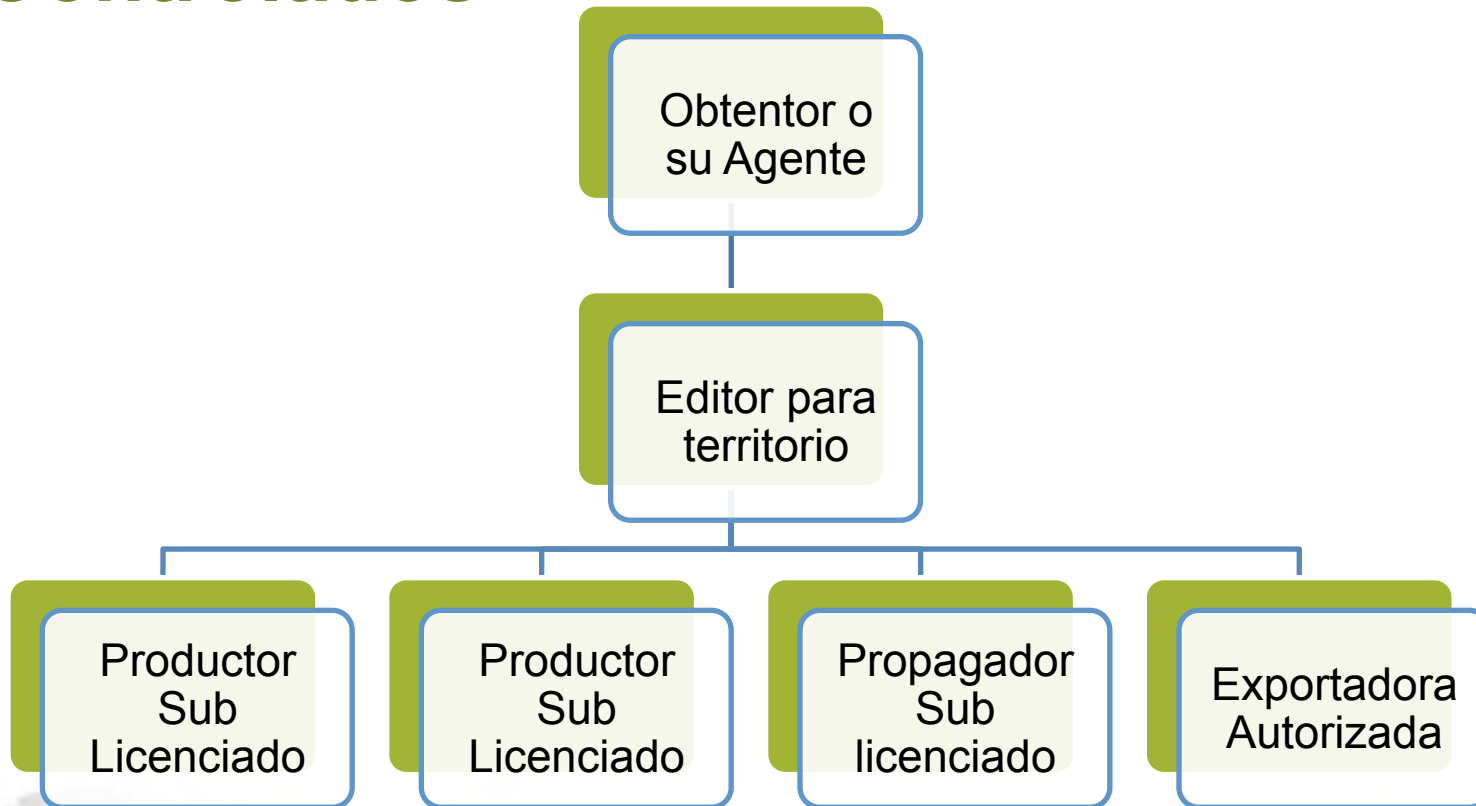 Obtentor o
su Agente
Editor para
territorio
Productor
Sub
Licenciado
Productor
Sub
Licenciado
Propagador
Sub
licenciado
Exportadora
Autorizada